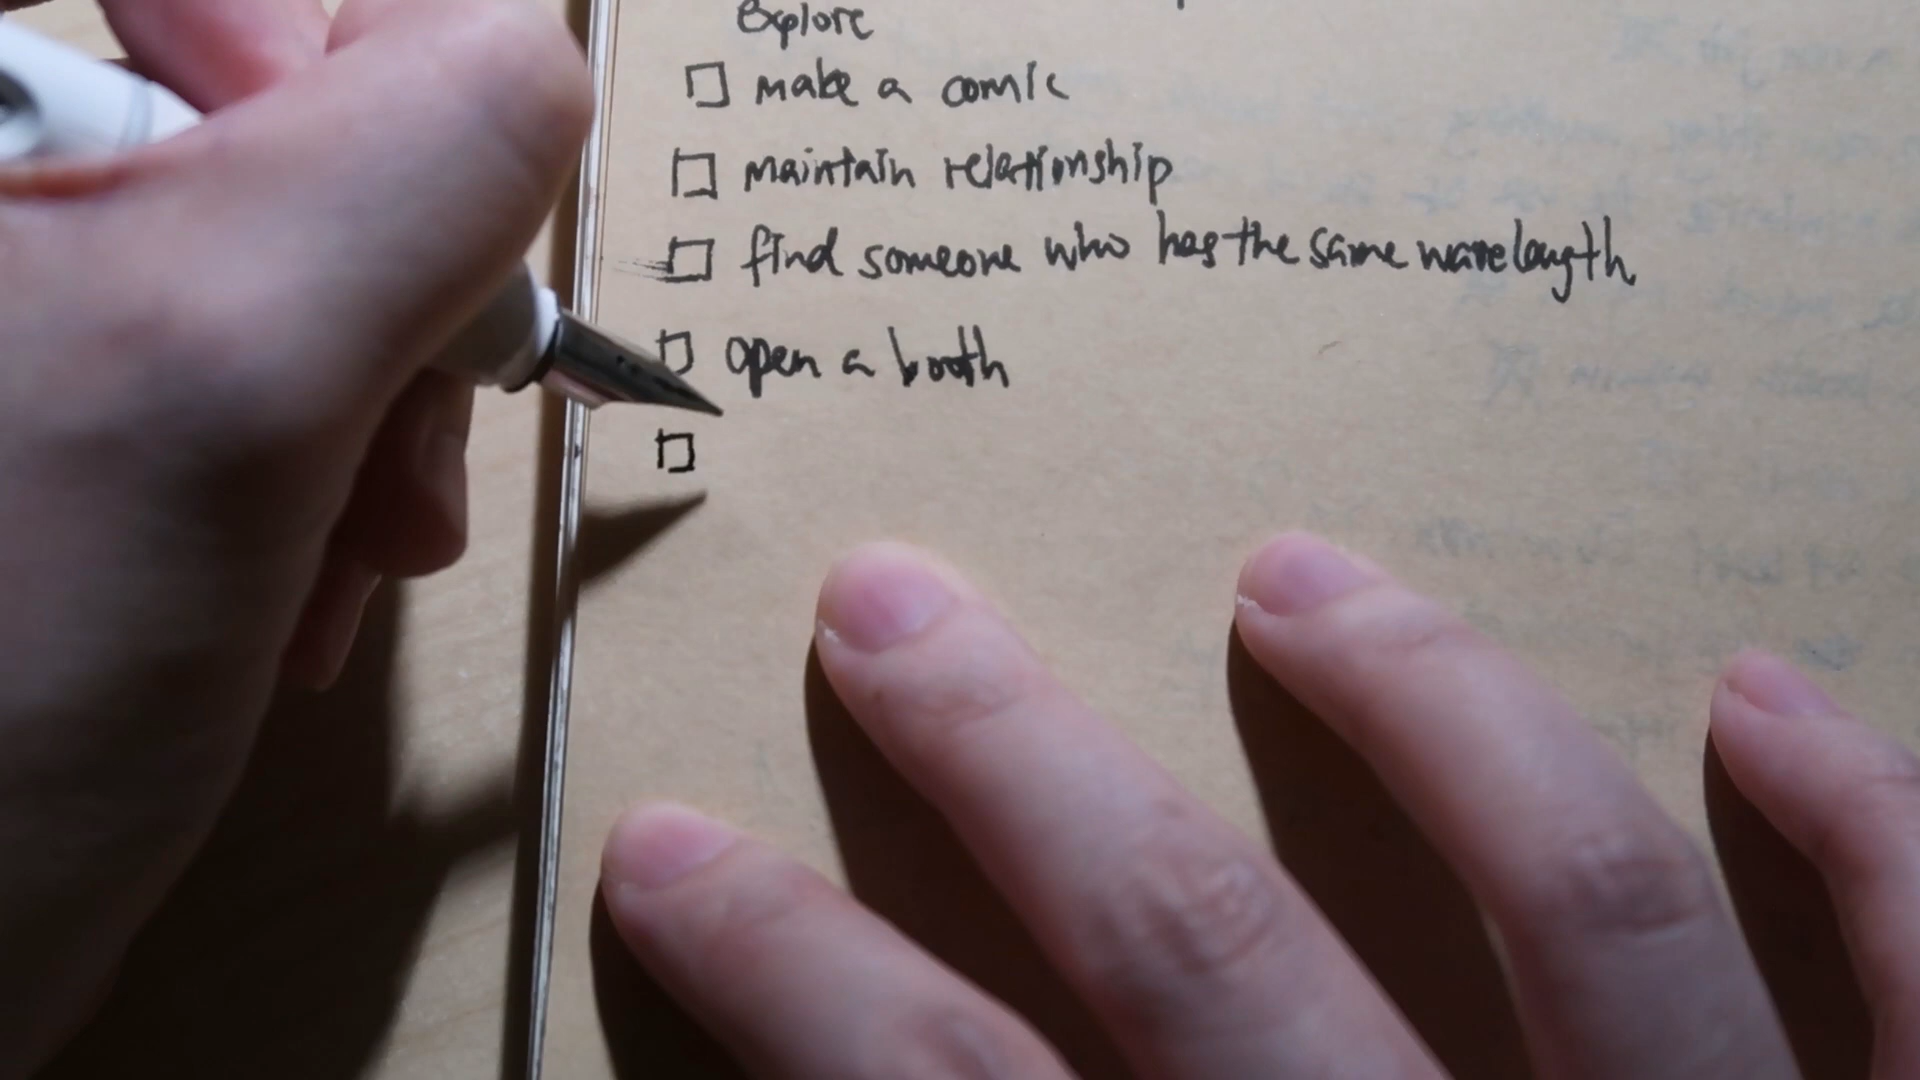 Explore
make a comic
maintain relationship
find someone who has the same wavelength
open a booth